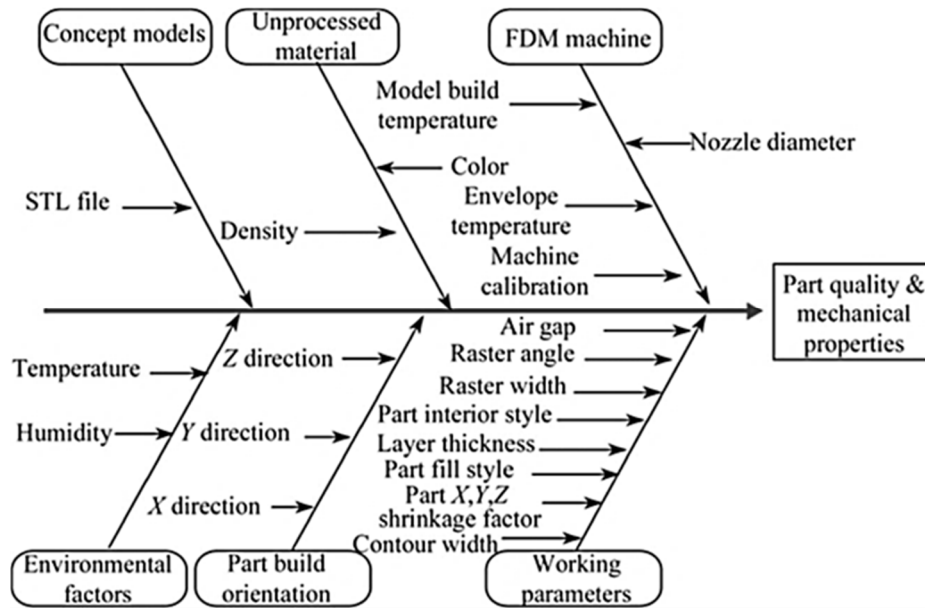 Concept models
Unprocessed
material
FDM machine
Model build
temperature
Nozzle diameter
Color
STL file
Envelope
temperature
Density
Machine
calibration
Part quality &
mechanical
properties
Air gap
Z direction
Raster angle
Temperature
Raster width
Part interior style
Humidity
Y direction
Layer thickness
Part fill style
X direction
Part X,Y,Z
shrinkage factor
Contour width
Environmental
factors
Part build
orientation
Working
parameters